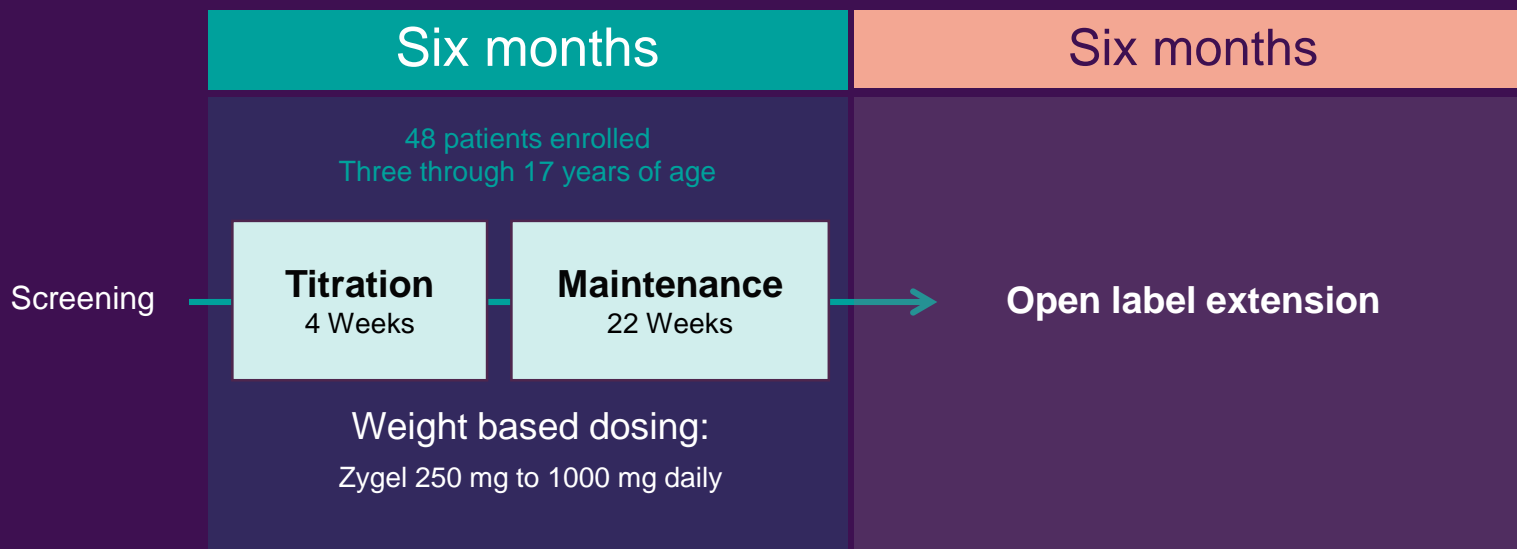 Six months
Six months
48 patients enrolled
Three through 17 years of age
Screening
Titration
4 Weeks
Maintenance
22 Weeks
Open label extension
Weight based dosing:
Zygel 250 mg to 1000 mg daily